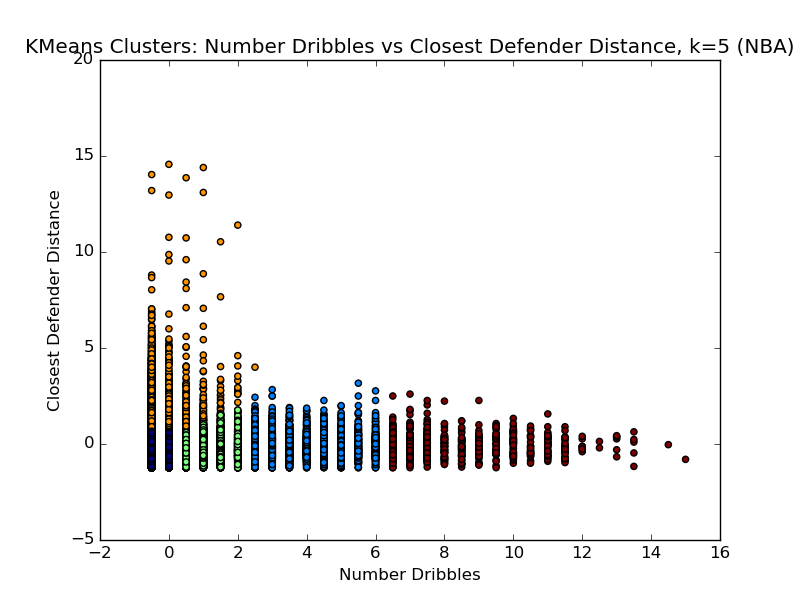 KMeans Clusters: Number Dribbles vs Closest Defender Distance, k=5 (NBA)
20
15
10
5
0
−5
Closest Defender Distance
−2 0 2 4 6 8 10 12 14 16
Number Dribbles